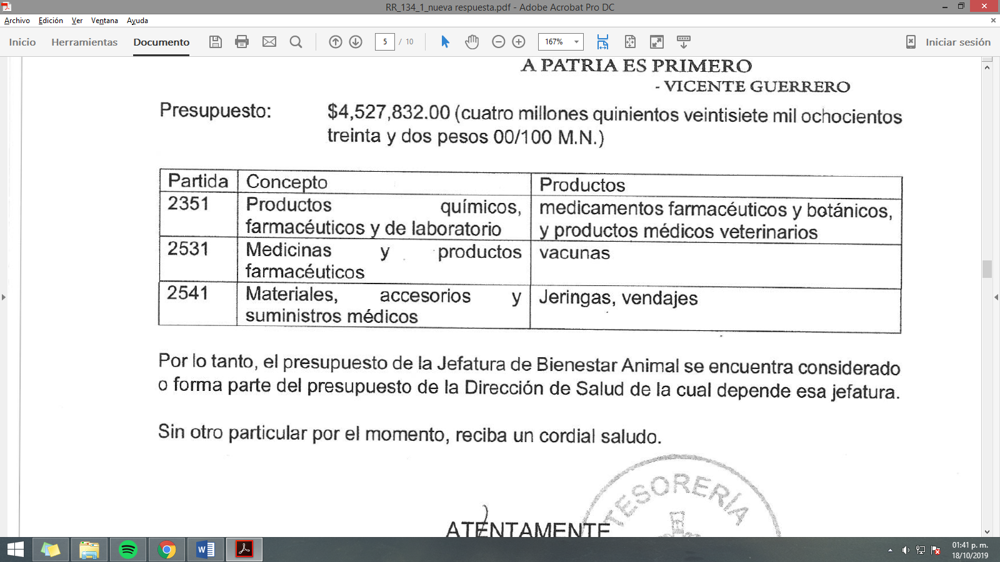 RR_134_1_nueva respuesta.pdf - Adobe Acrobat Pro DC
Archivo Edición Ver Ventana Ayuda
Inicio Herramientas Documento 5 / 10 167% Iniciar sesión
A PATRIA ES PRIMERO
- VICENTE GUERRERO
Presupuesto: $4,527,832.00 (cuatro millones quinientos veintisiete mil ochocientos
treinta y dos pesos 00/100 M.N.)
Partida Concepto Productos
2351 Productos químicos, medicamentos farmacéuticos y botánicos,
farmacéuticos y de laboratorio y productos médicos veterinarios
2531 Medicinas y productos vacunas
farmacéuticos
2541 Materiales, accesorios y Jeringas, vendajes
suministros médicos
Por lo tanto, el presupuesto de la Jefatura de Bienestar Animal se encuentra considerado
o forma parte del presupuesto de la Dirección de Salud de la cual depende esa jefatura.
Sin otro particular por el momento, reciba un cordial saludo.
TESORERÍA
ATENTAMENTE
01:41 p. m.
18/10/2019